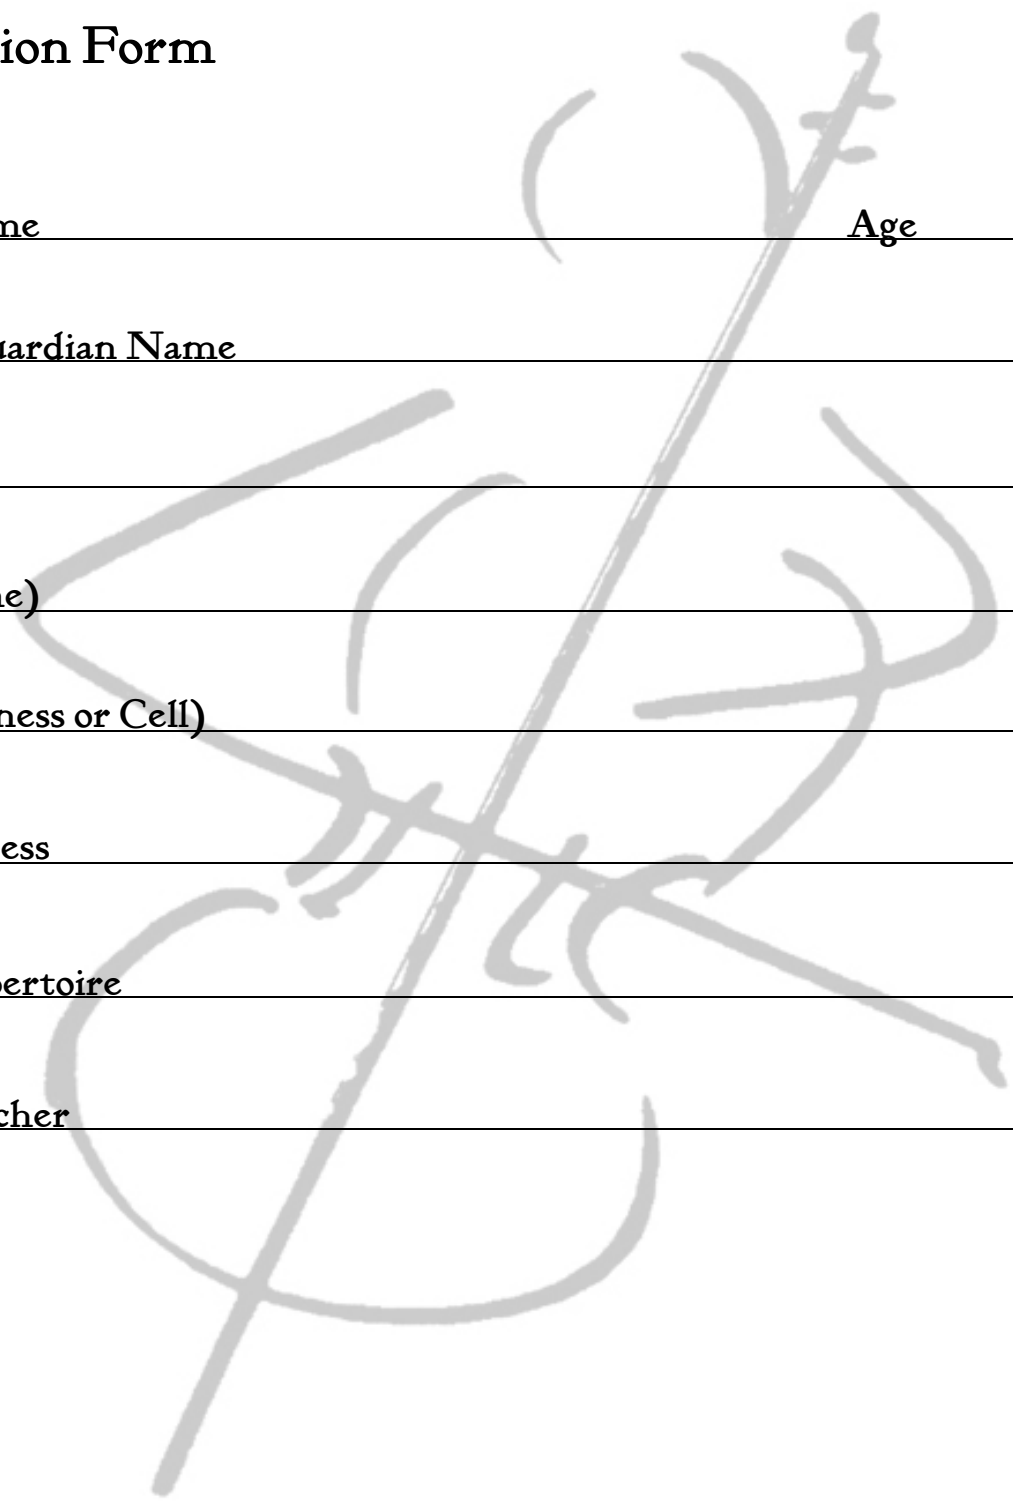 ion Form
me Age
uardian Name
ne)
ness or Cell)
ess
pertoire
cher